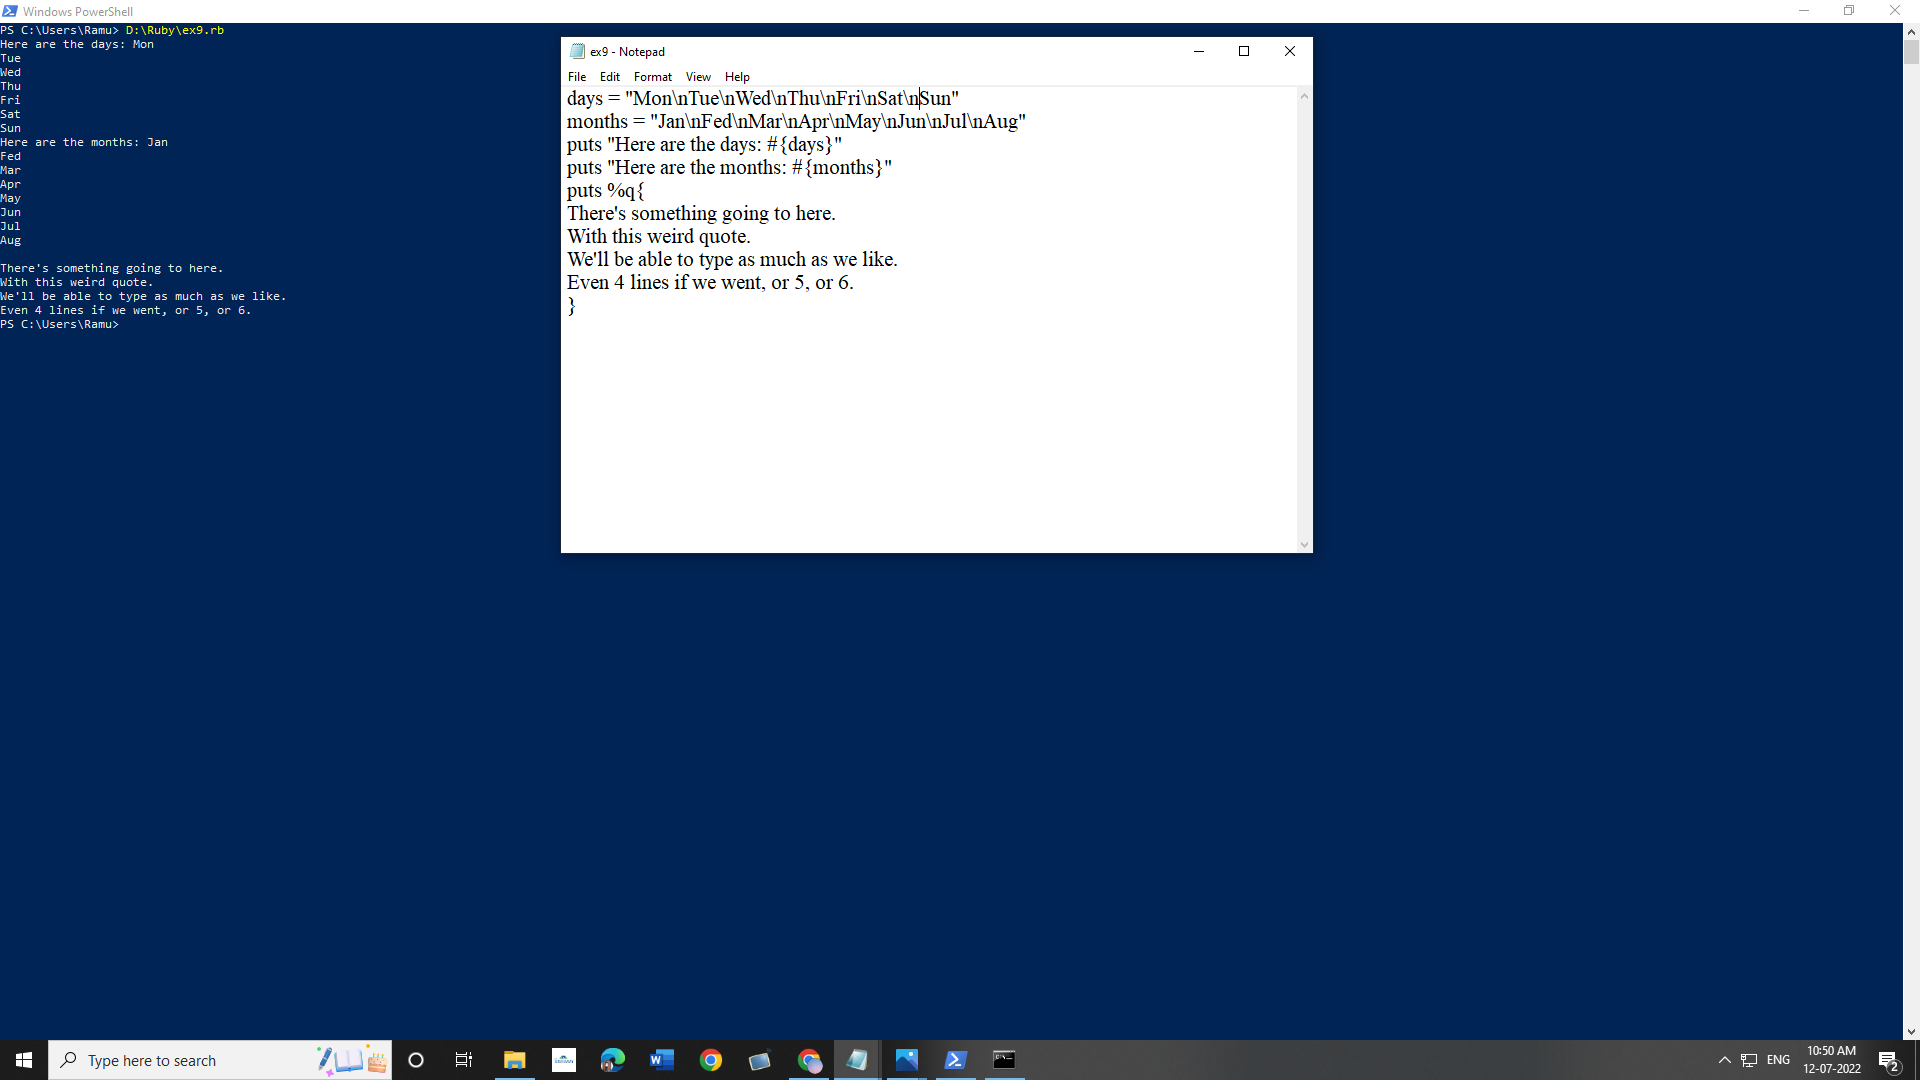 Windows PowerShell
PS C:\Users\Ramu> D:\Ruby\ex9.rb
Here are the days: Mon
Tue
Wed
Thu
Fri
Sat
Sun
Here are the months: Jan
Fed
Mar
Apr
May
Jun
Jul
Aug
There's something going to here.
With this weird quote.
We'll be able to type as much as we like.
Even 4 lines if we went, or 5, or 6.
PS C:\Users\Ramu>
ex9 - Notepad
File Edit Format View Help
days = "Mon\nTue\nWed\nThu\nFri\nSat\nSun"
months = "Jan\nFed\nMar\nApr\nMay\nJun\nJul\nAug"
puts "Here are the days: #{days}"
puts "Here are the months: #{months}"
puts %q{
There's something going to here.
With this weird quote.
We'll be able to type as much as we like.
Even 4 lines if we went, or 5, or 6.
}
Type here to search
ENG
10:50 AM
12-07-2022
2